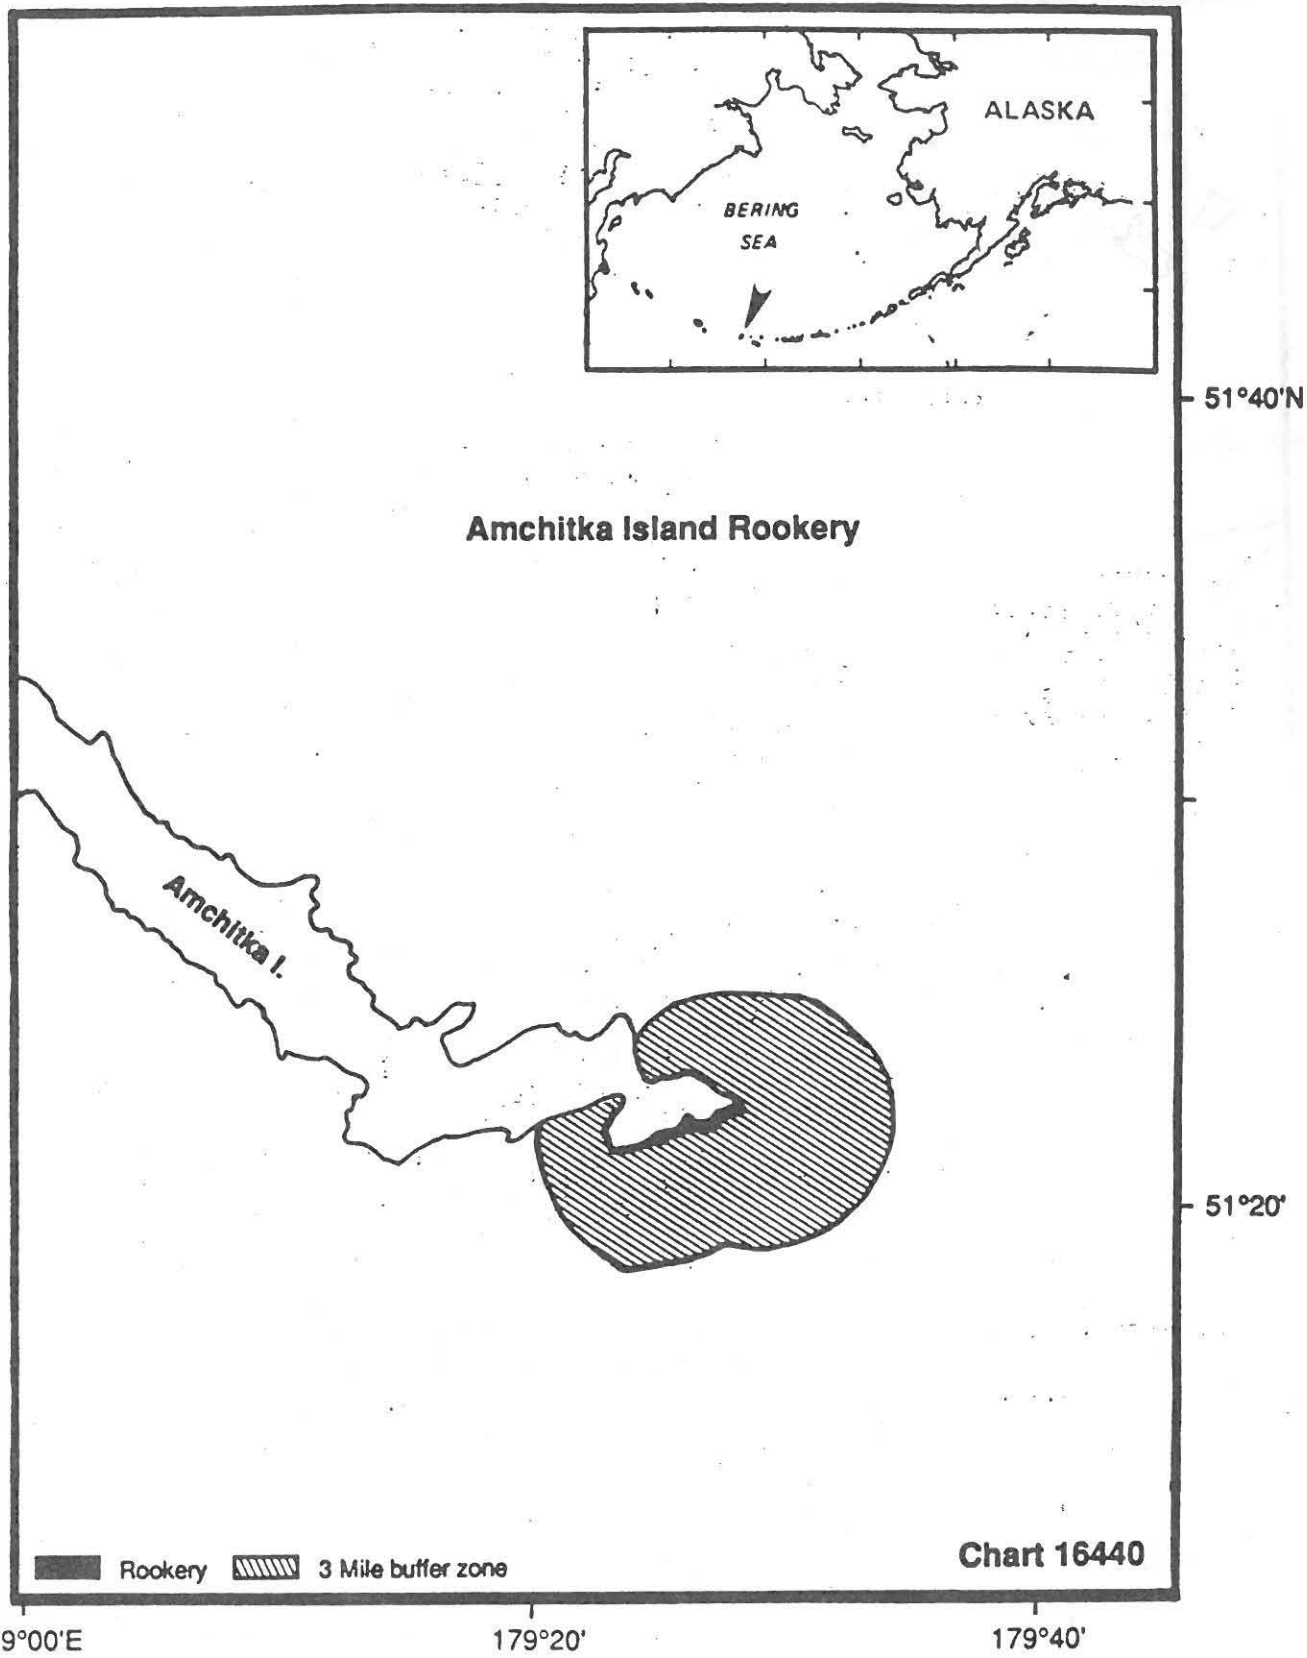 ALASKA
BERING
SEA
51°40'N
Amchitka Island Rookery
Amchitka I.
51°20'
Rookery
3 Mile buffer zone
Chart 16440
9°00'E
179°20'
179°40'